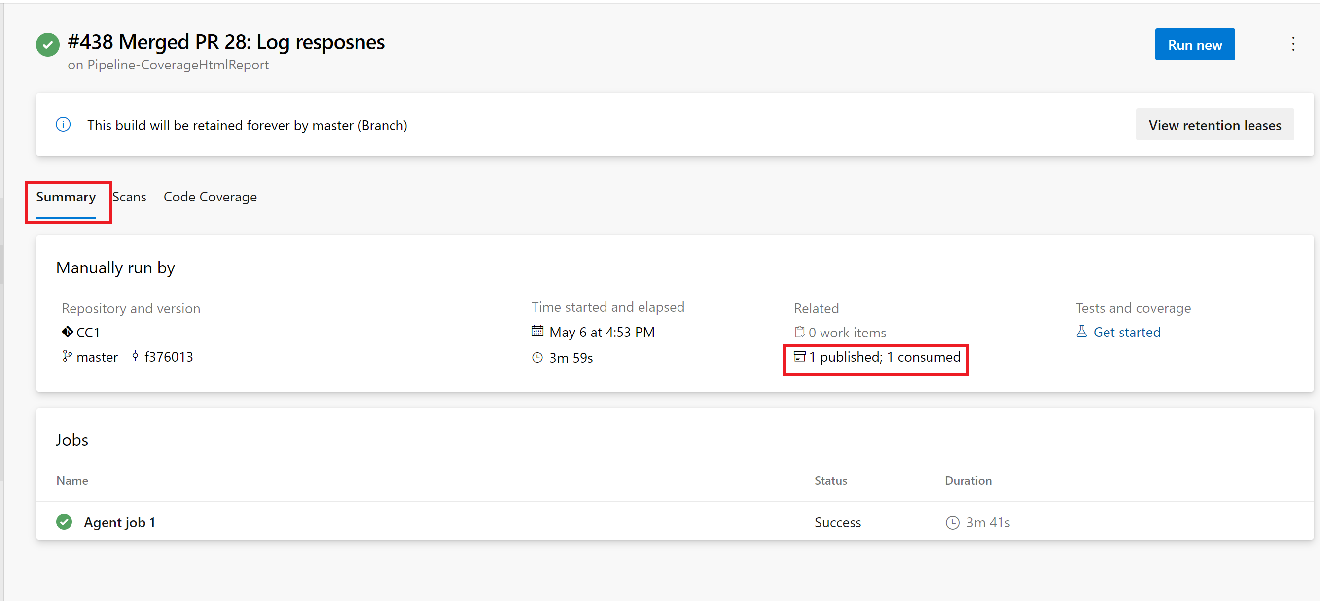 #438 Merged PR 28: Log resposnes
on Pipeline-CoverageHtmlReport
Run new
This build will be retained forever by master (Branch)
View retention leases
Summary Scans Code Coverage
Manually run by
Repository and version
CC1
master f376013
Time started and elapsed
May 6 at 4:53 PM
3m 59s
Related
0 work items
1 published; 1 consumed
Tests and coverage
Get started
Jobs
Name Status Duration
Agent job 1 Success 3m 41s